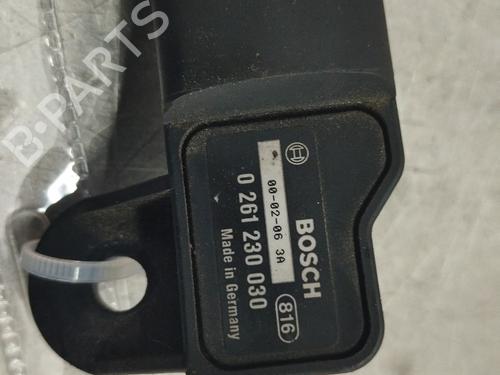 B-PARTS
BOSCH
00-02-06 3A
0 261 230 030
Made in Germany
816